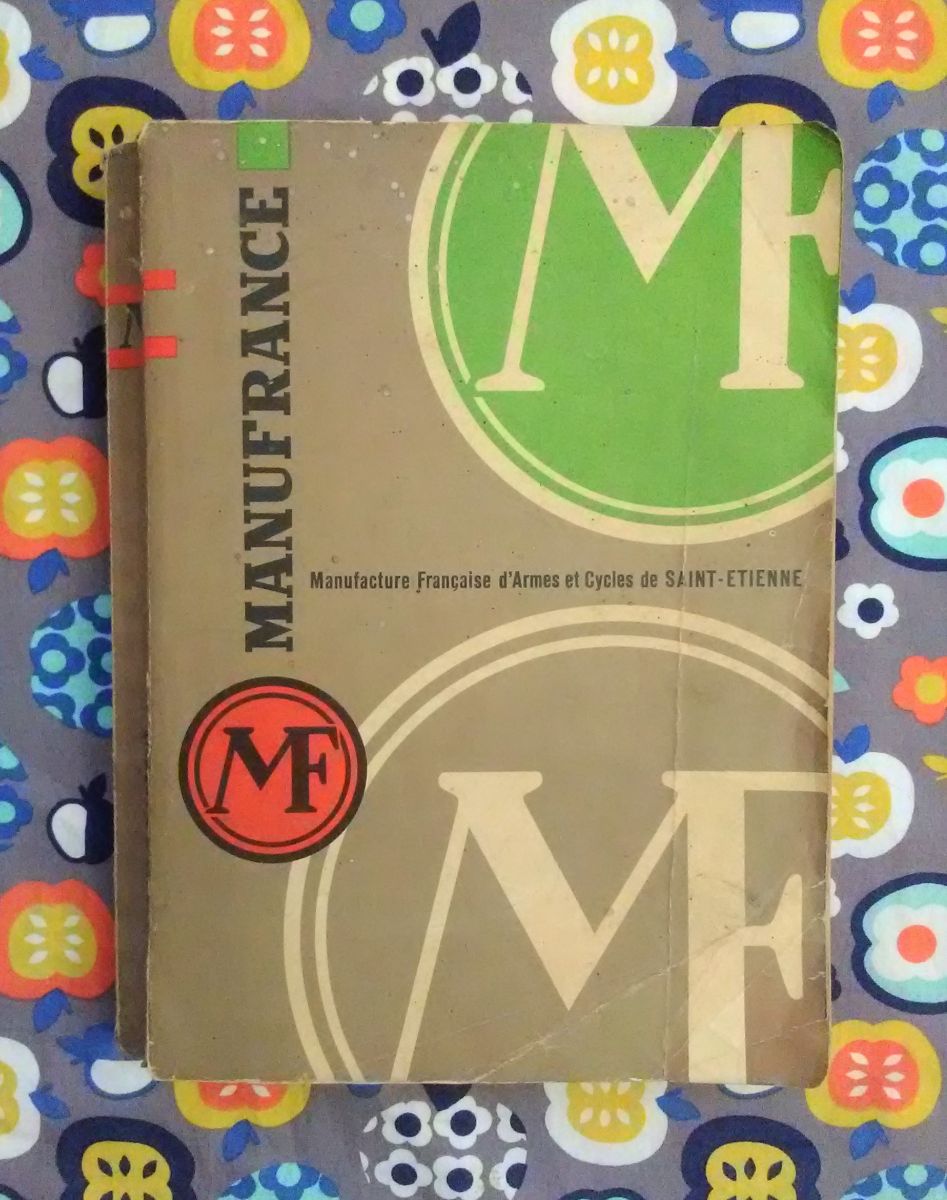 MF
MANUFRANCE
Manufacture Française d'Armes et Cycles de SAINT-ETIENNE
MF
MF